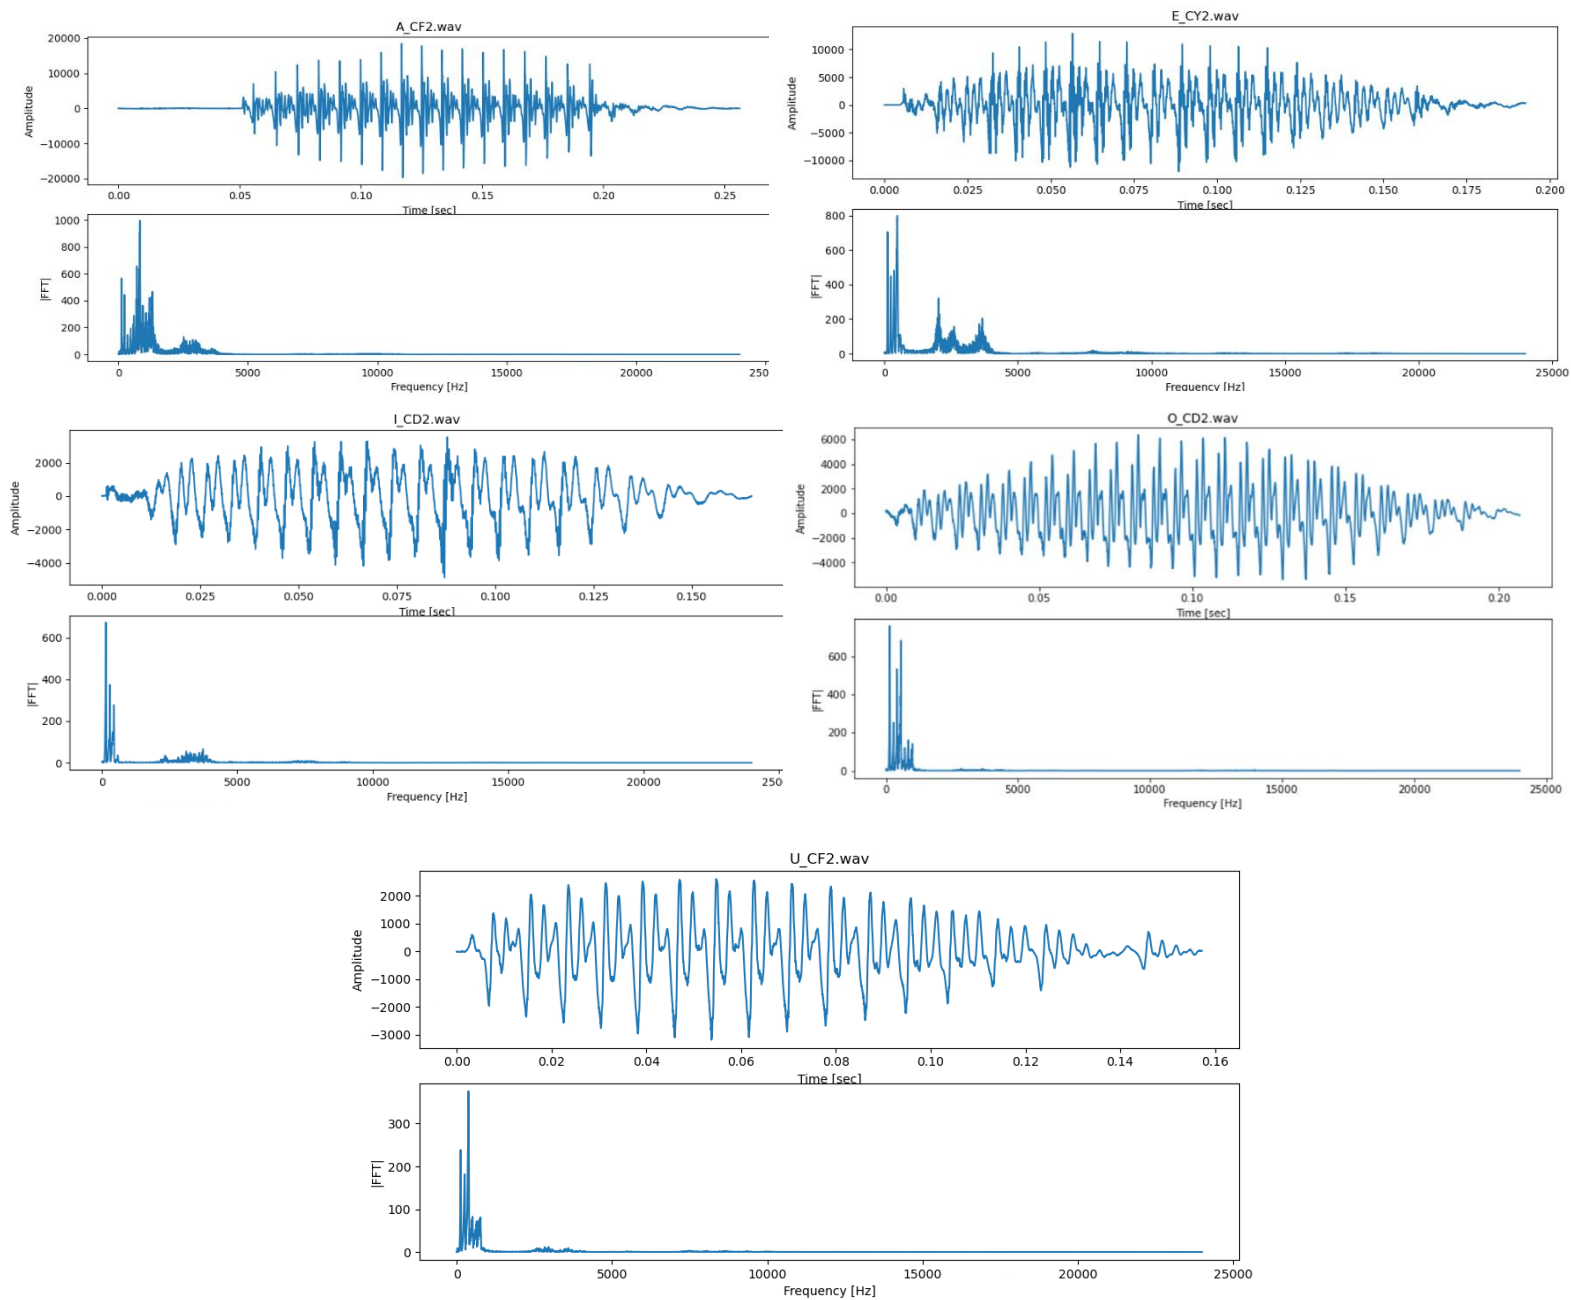 A_CF2.wav
20000
10000
0
−10000
−20000
Amplitude
0.00 0.05 0.10 0.15 0.20 0.25
Time [sec]
1000
800
600
400
200
0
|FFT|
0 5000 10000 15000 20000 250
Frequency [Hz]
E_CY2.wav
10000
5000
0
−5000
−10000
Amplitude
0.000 0.025 0.050 0.075 0.100 0.125 0.150 0.175 0.200
Time [sec]
800
600
400
200
0
|FFT|
0 5000 10000 15000 20000 25000
Frequency [Hz]
I_CD2.wav
2000
0
−2000
−4000
Amplitude
0.000 0.025 0.050 0.075 0.100 0.125 0.150
Time [sec]
600
400
200
0
|FFT|
0 5000 10000 15000 20000 250
Frequency [Hz]
O_CD2.wav
6000
4000
2000
0
−2000
−4000
Amplitude
0.00 0.05 0.10 0.15 0.20
Time [sec]
600
400
200
0
|FFT|
0 5000 10000 15000 20000 25000
Frequency [Hz]
U_CF2.wav
2000
1000
0
−1000
−2000
−3000
Amplitude
0.00 0.02 0.04 0.06 0.08 0.10 0.12 0.14 0.16
Time [sec]
300
200
100
0
|FFT|
0 5000 10000 15000 20000 25000
Frequency [Hz]